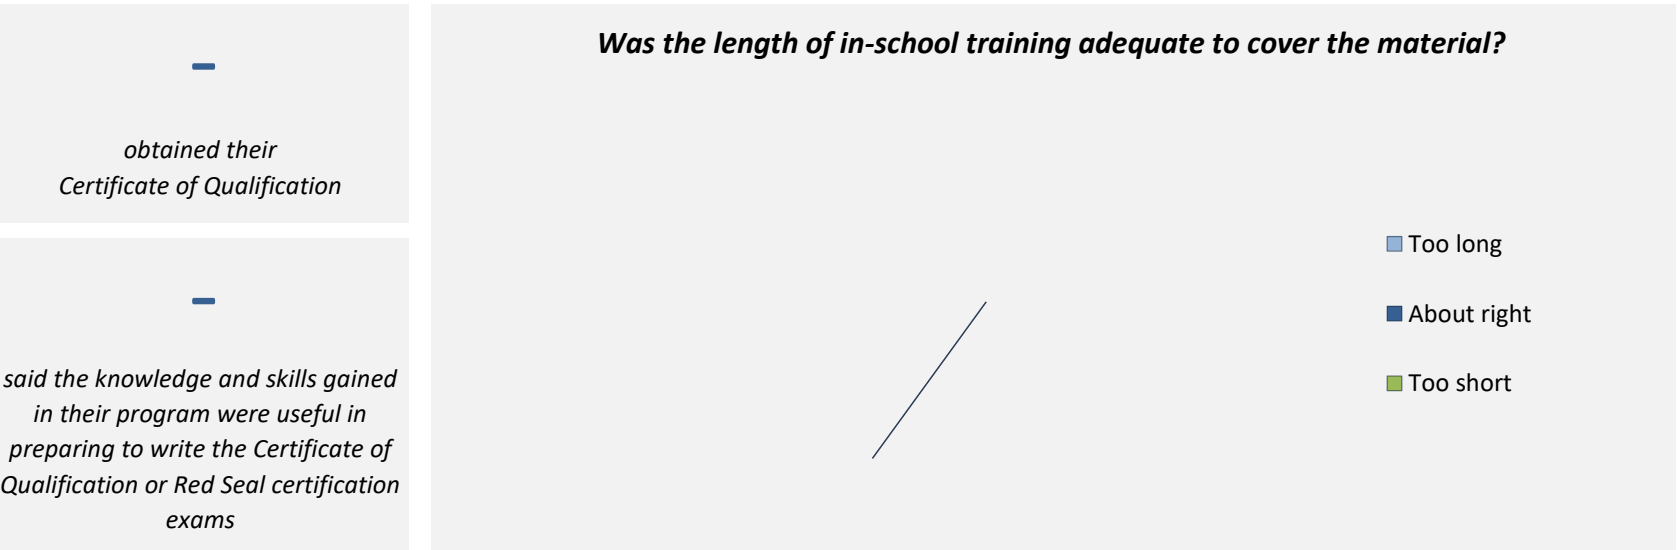 –
obtained their
Certificate of Qualification
–
said the knowledge and skills gained
in their program were useful in
preparing to write the Certificate of
Qualification or Red Seal certification
exams
Was the length of in-school training adequate to cover the material?
Too long
About right
Too short